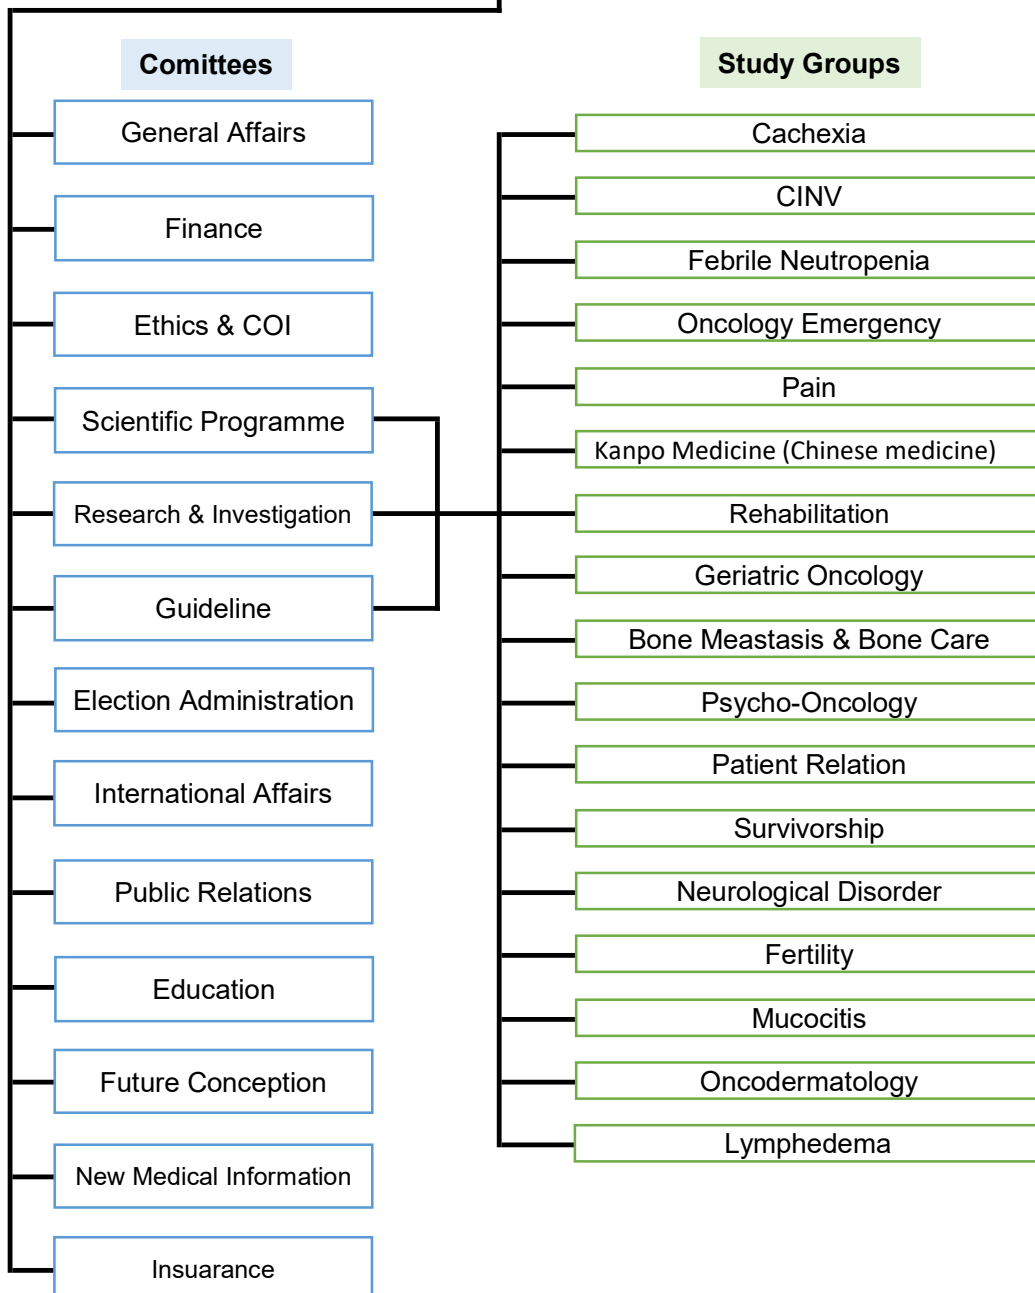 Comittees
General Affairs
Finance
Ethics & COI
Scientific Programme
Research & Investigation
Guideline
Election Administration
International Affairs
Public Relations
Education
Future Conception
New Medical Information
Insuarance
Study Groups
Cachexia
CINV
Febrile Neutropenia
Oncology Emergency
Pain
Kanpo Medicine (Chinese medicine)
Rehabilitation
Geriatric Oncology
Bone Meastasis & Bone Care
Psycho-Oncology
Patient Relation
Survivorship
Neurological Disorder
Fertility
Mucocitis
Oncodermatology
Lymphedema